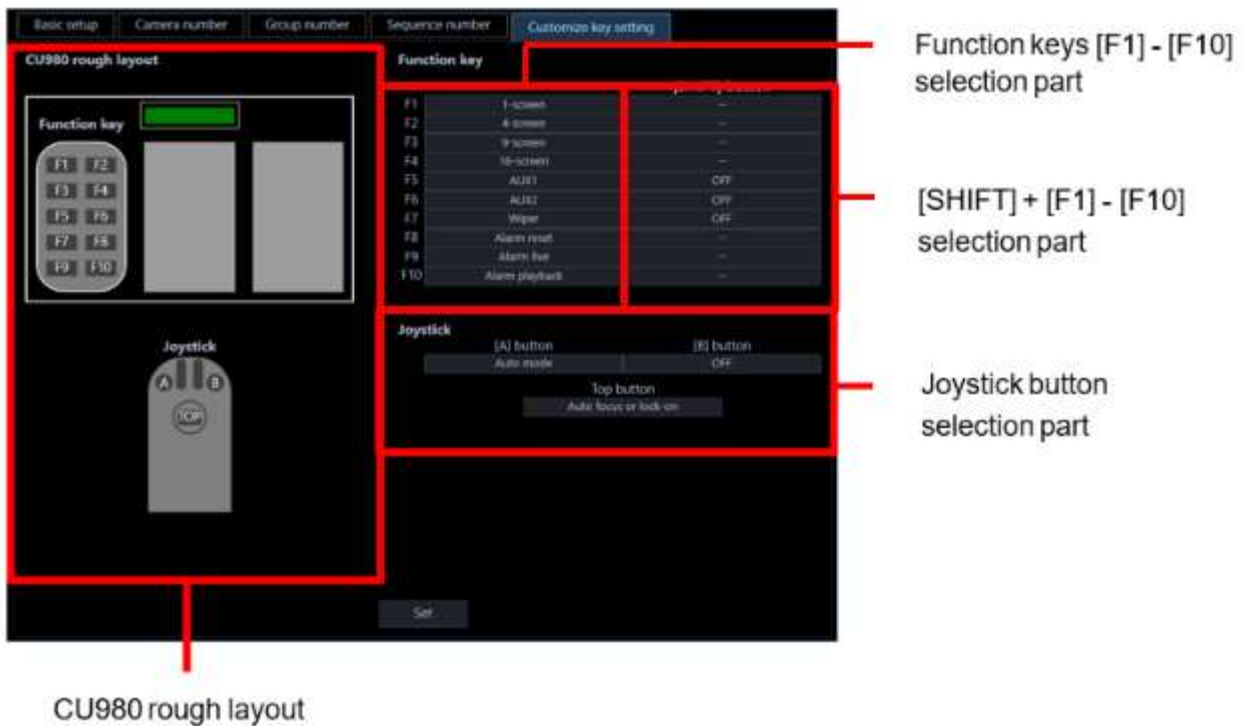 Basic setup Camera number Group number Sequence number Customize key setting
CU980 rough layout
Function key
F1 F2
F3 F4
F5 F6
F7 F8
F9 F10
Joystick
A B
TOP
Function key
F1 1-screen --
F2 4-screen --
F3 9-screen --
F4 16-screen --
F5 AUX1 OFF
F6 AUX2 OFF
F7 Wiper OFF
F8 Alarm reset --
F9 Alarm live --
F10 Alarm playback --
Joystick
[A] button [B] button
Auto mode OFF
Top button
Auto focus or lock-on
Set
Function keys [F1] - [F10]
selection part
[SHIFT] + [F1] - [F10]
selection part
Joystick button
selection part
CU980 rough layout